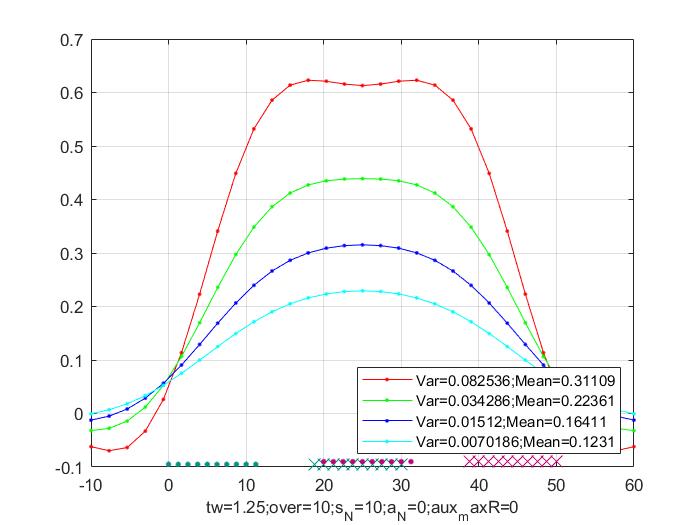 0.7
0.6
0.5
0.4
0.3
0.2
0.1
0
-0.1
Var=0.082536;Mean=0.31109
Var=0.034286;Mean=0.22361
Var=0.01512;Mean=0.16411
Var=0.0070186;Mean=0.1231
-10 0 10 20 30 40 50 60
tw=1.25;over=10;s_N=10;a_N=0;aux_maxR=0